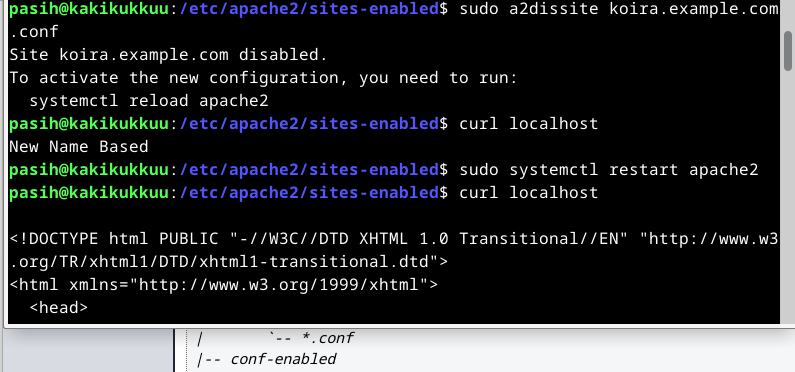 pasih@kakikukkuu:/etc/apache2/sites-enabled$ sudo a2dissite koira.example.com
.conf
Site koira.example.com disabled.
To activate the new configuration, you need to run:
  systemctl reload apache2
pasih@kakikukkuu:/etc/apache2/sites-enabled$ curl localhost
New Name Based
pasih@kakikukkuu:/etc/apache2/sites-enabled$ sudo systemctl restart apache2
pasih@kakikukkuu:/etc/apache2/sites-enabled$ curl localhost

<!DOCTYPE html PUBLIC "-//W3C//DTD XHTML 1.0 Transitional//EN" "http://www.w3
.org/TR/xhtml1/DTD/xhtml1-transitional.dtd">
<html xmlns="http://www.w3.org/1999/xhtml">
  <head>
|       `-- *.conf
|-- conf-enabled